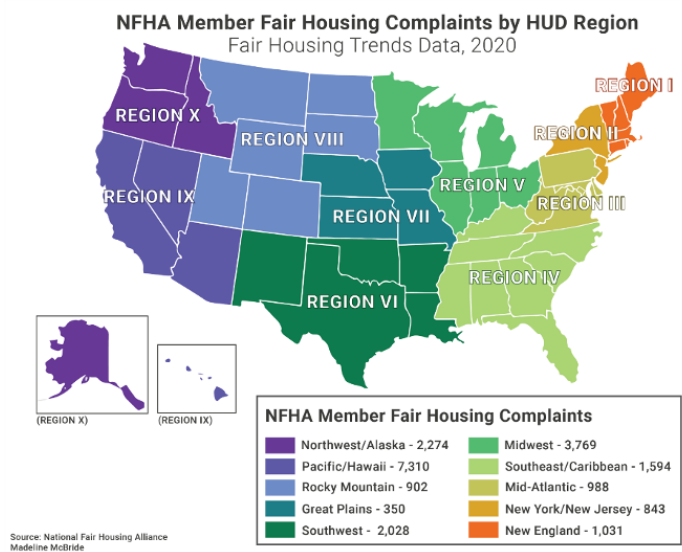 NFHA Member Fair Housing Complaints by HUD Region
Fair Housing Trends Data, 2020
REGION I
REGION X
REGION II
REGION VIII
REGION V
REGION IX
REGION III
REGION VII
REGION IV
REGION VI
(REGION X)
(REGION IX)
NFHA Member Fair Housing Complaints
Northwest/Alaska - 2,274
Pacific/Hawaii - 7,310
Rocky Mountain - 902
Great Plains - 350
Southwest - 2,028
Midwest - 3,769
Southeast/Caribbean - 1,594
Mid-Atlantic - 988
New York/New Jersey - 843
New England - 1,031
Source: National Fair Housing Alliance
Madeline McBride